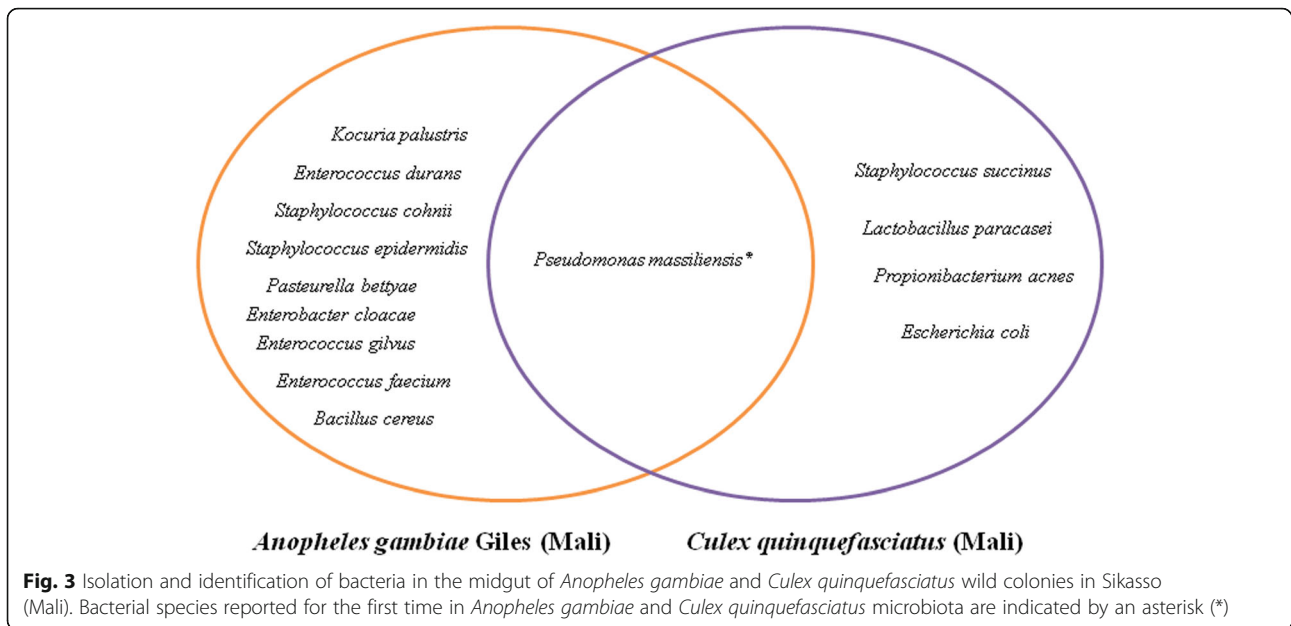 Kocuria palustris
Enterococcus durans
Staphylococcus cohnii
Staphylococcus epidermidis
Pasteurella bettyae
Enterobacter cloacae
Enterococcus gilvus
Enterococcus faecium
Bacillus cereus
Pseudomonas massiliensis*
Staphylococcus succinus
Lactobacillus paracasei
Propionibacterium acnes
Escherichia coli
Anopheles gambiae Giles (Mali)
Culex quinquefasciatus (Mali)
Fig. 3 Isolation and identification of bacteria in the midgut of Anopheles gambiae and Culex quinquefasciatus wild colonies in Sikasso
(Mali). Bacterial species reported for the first time in Anopheles gambiae and Culex quinquefasciatus microbiota are indicated by an asterisk (*)